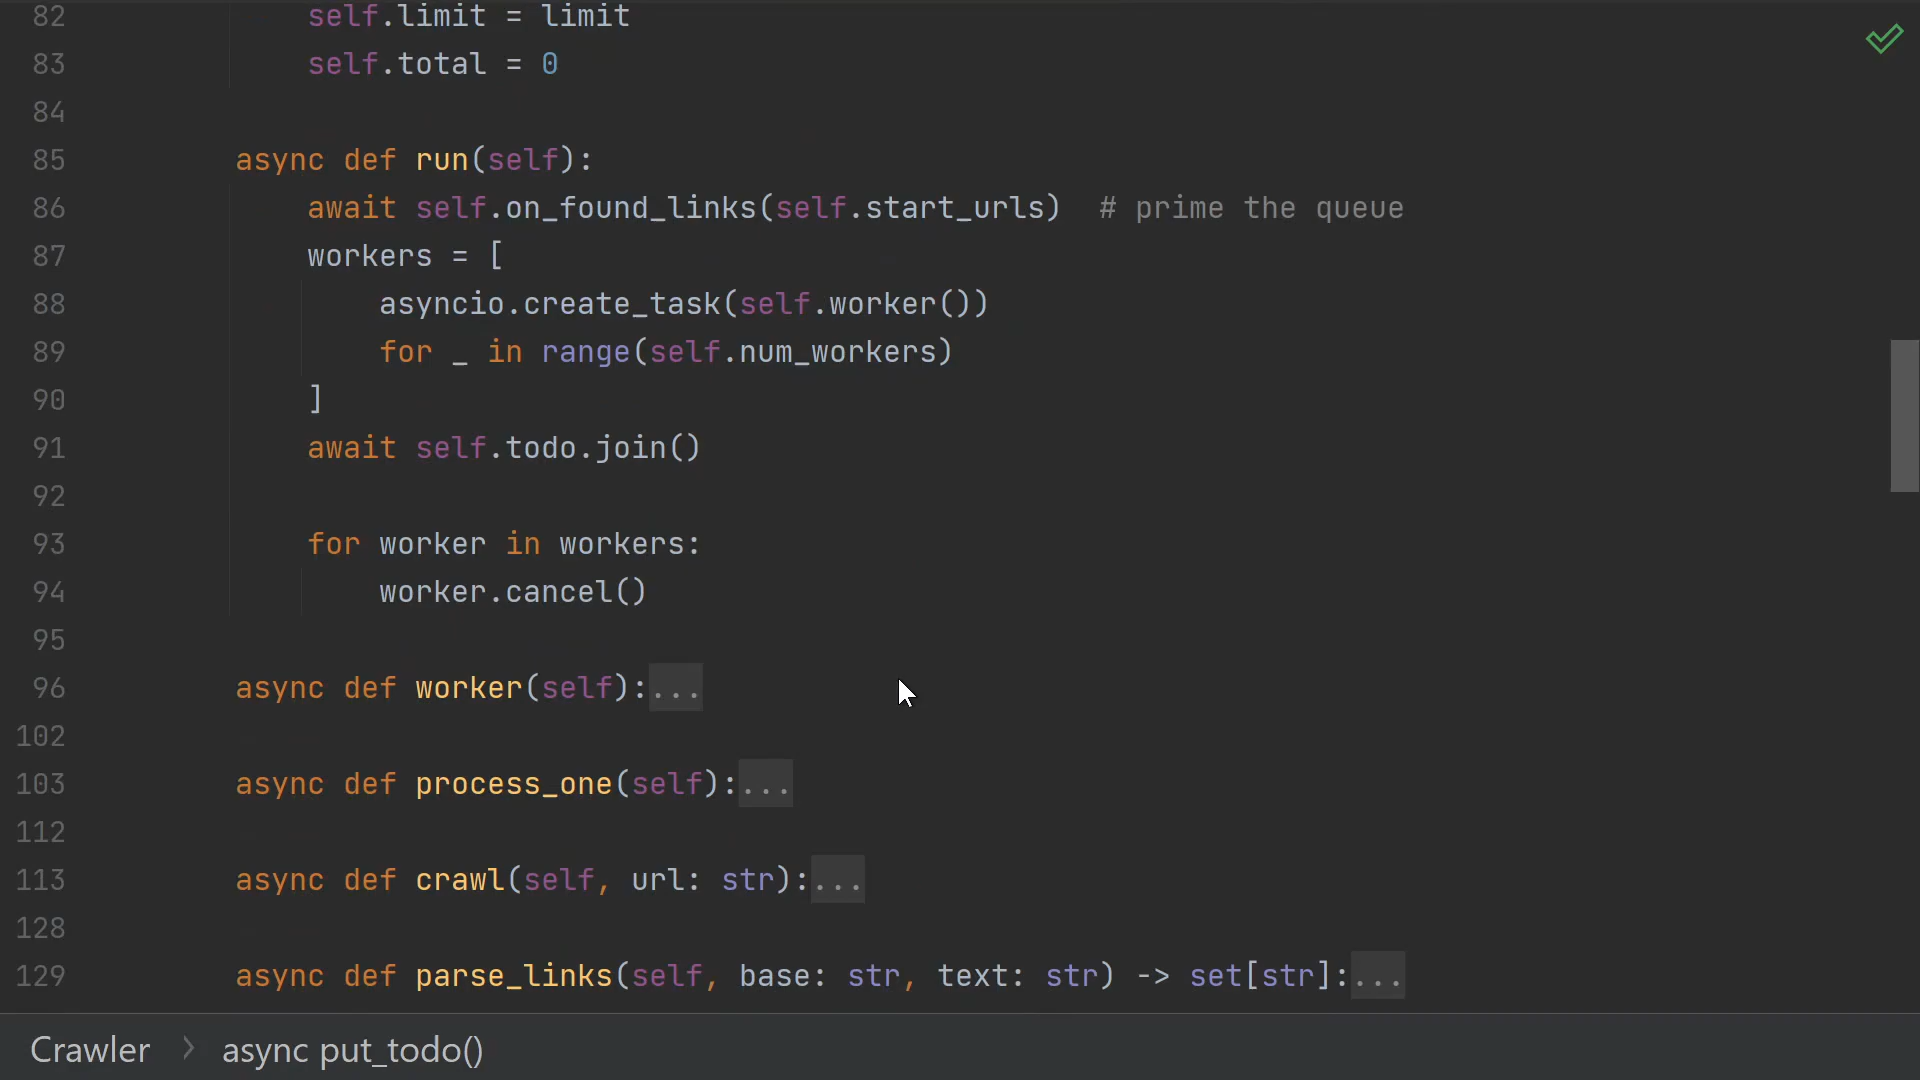 82 self.limit = limit
83 self.total = 0
84
85 async def run(self):
86 await self.on_found_links(self.start_urls)  # prime the queue
87 workers = [
88 asyncio.create_task(self.worker())
89 for _ in range(self.num_workers)
90 ]
91 await self.todo.join()
92
93 for worker in workers:
94 worker.cancel()
95
96 async def worker(self):...
102
103 async def process_one(self):...
112
113 async def crawl(self, url: str):...
128
129 async def parse_links(self, base: str, text: str) -> set[str]:...
Crawler > async put_todo()